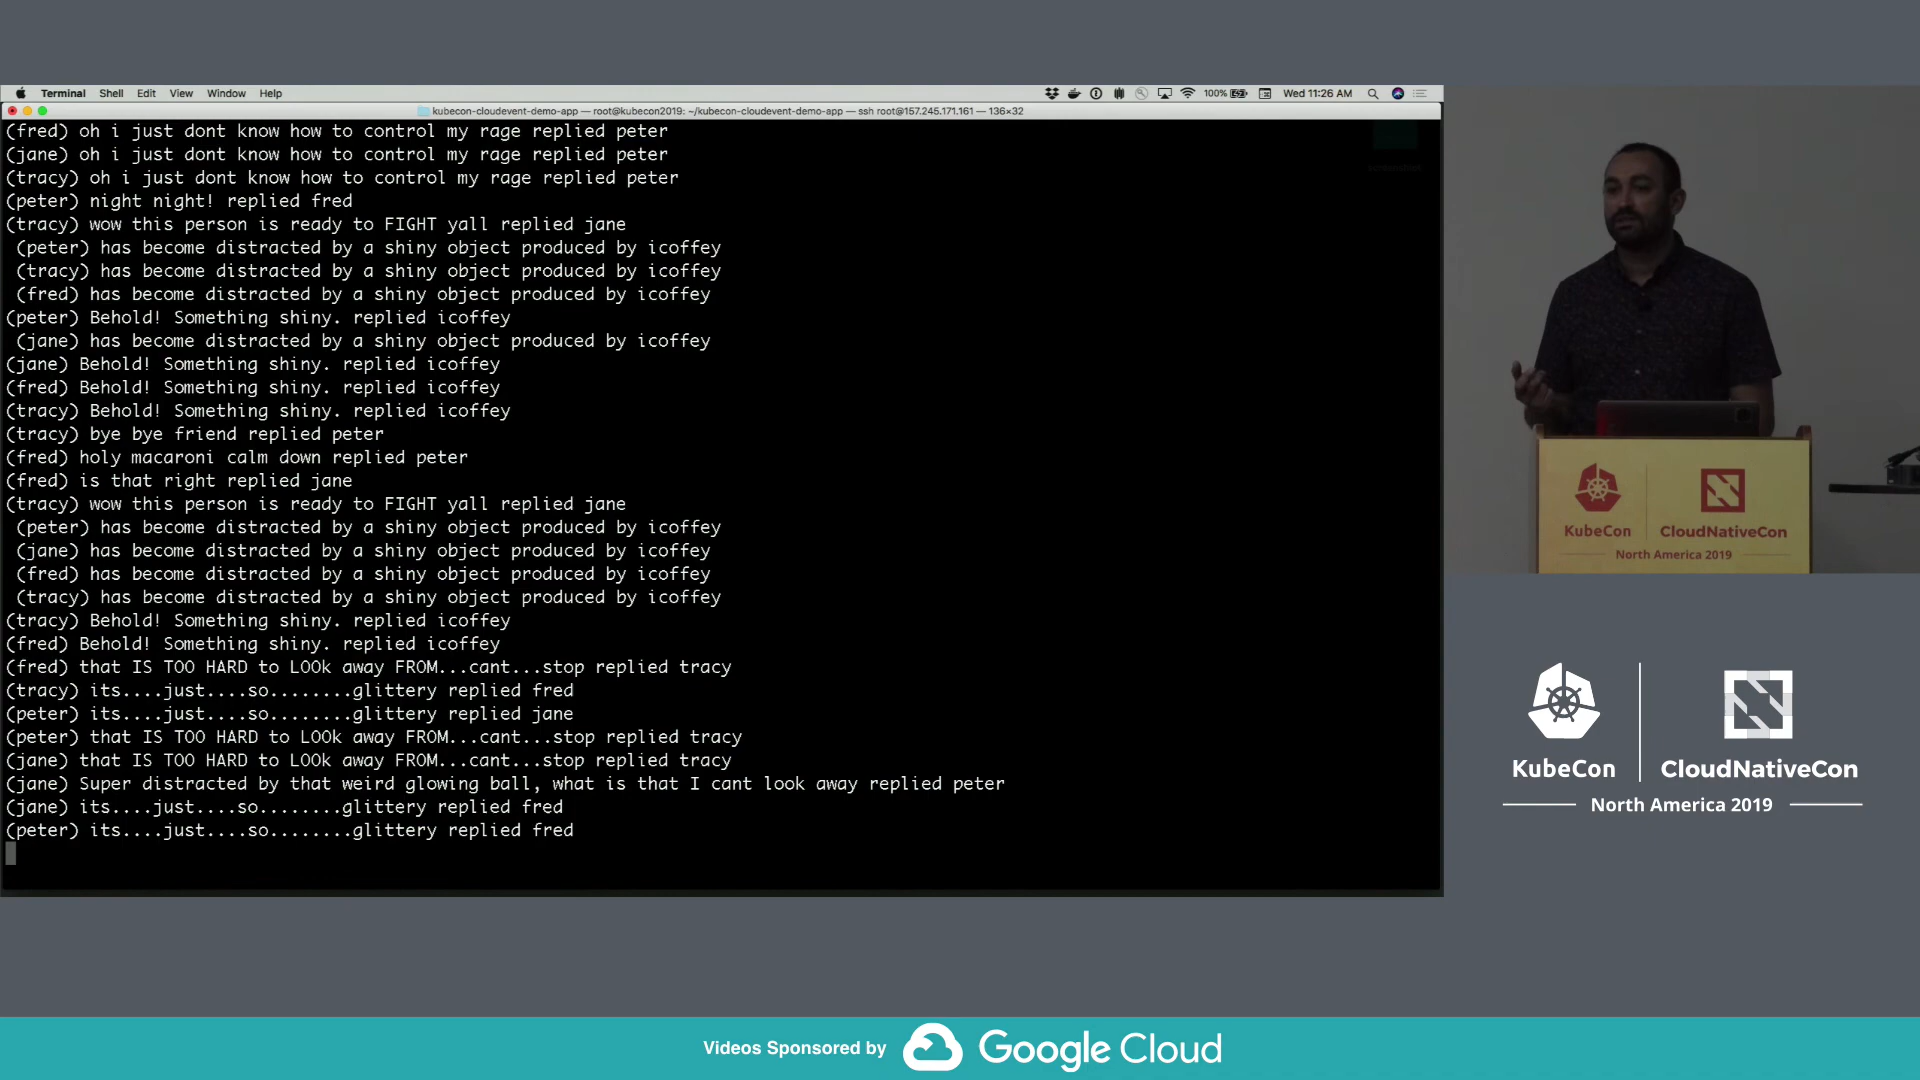 Terminal Shell Edit View Window Help
100% Wed 11:26 AM
kubecon-cloudevent-demo-app — root@kubecon2019: ~/kubecon-cloudevent-demo-app — ssh root@157.245.171.161 — 136×32
(fred) oh i just dont know how to control my rage replied peter
(jane) oh i just dont know how to control my rage replied peter
(tracy) oh i just dont know how to control my rage replied peter
(peter) night night! replied fred
(tracy) wow this person is ready to FIGHT yall replied jane
(peter) has become distracted by a shiny object produced by icoffey
(tracy) has become distracted by a shiny object produced by icoffey
(fred) has become distracted by a shiny object produced by icoffey
(peter) Behold! Something shiny. replied icoffey
(jane) has become distracted by a shiny object produced by icoffey
(jane) Behold! Something shiny. replied icoffey
(fred) Behold! Something shiny. replied icoffey
(tracy) Behold! Something shiny. replied icoffey
(tracy) bye bye friend replied peter
(fred) holy macaroni calm down replied peter
(fred) is that right replied jane
(tracy) wow this person is ready to FIGHT yall replied jane
(peter) has become distracted by a shiny object produced by icoffey
(jane) has become distracted by a shiny object produced by icoffey
(fred) has become distracted by a shiny object produced by icoffey
(tracy) has become distracted by a shiny object produced by icoffey
(tracy) Behold! Something shiny. replied icoffey
(fred) Behold! Something shiny. replied icoffey
(fred) that IS TOO HARD to LOOk away FROM...cant...stop replied tracy
(tracy) its....just....so........glittery replied fred
(peter) its....just....so........glittery replied jane
(peter) that IS TOO HARD to LOOk away FROM...cant...stop replied tracy
(jane) that IS TOO HARD to LOOk away FROM...cant...stop replied tracy
(jane) Super distracted by that weird glowing ball, what is that I cant look away replied peter
(jane) its....just....so........glittery replied fred
(peter) its....just....so........glittery replied fred
KubeCon CloudNativeCon
North America 2019
KubeCon CloudNativeCon
North America 2019
Videos Sponsored by Google Cloud